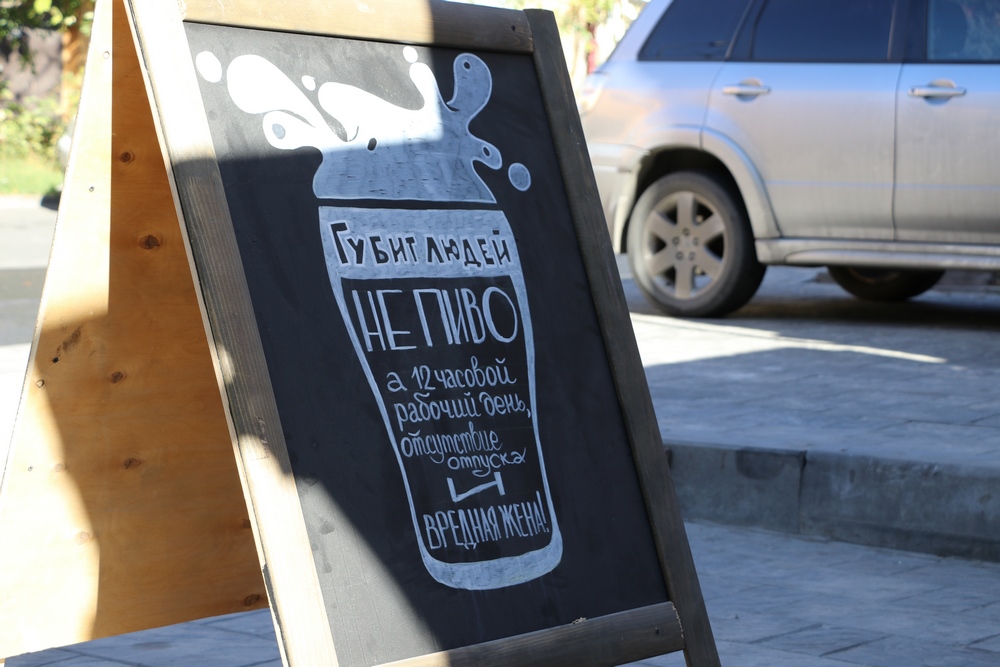 ГУБИТ ЛЮДЕЙ
НЕ ПИВО
а 12 часовой
рабочий день,
отсутствие
отпуска
И
ВРЕДНАЯ ЖЕНА!